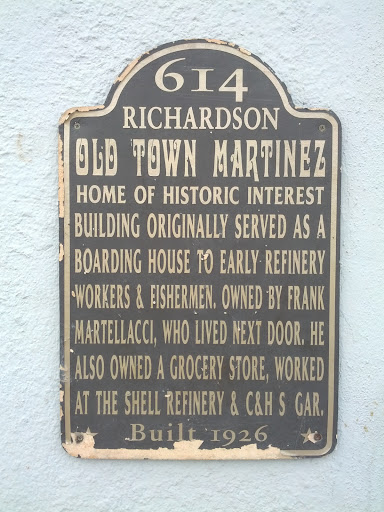 614
RICHARDSON
OLD TOWN MARTINEZ
HOME OF HISTORIC INTEREST
BUILDING ORIGINALLY SERVED AS A
BOARDING HOUSE TO EARLY REFINERY
WORKERS & FISHERMEN. OWNED BY FRANK
MARTELLACCI, WHO LIVED NEXT DOOR. HE
ALSO OWNED A GROCERY STORE, WORKED
AT THE SHELL REFINERY & C&H S GAR.
Built 1926